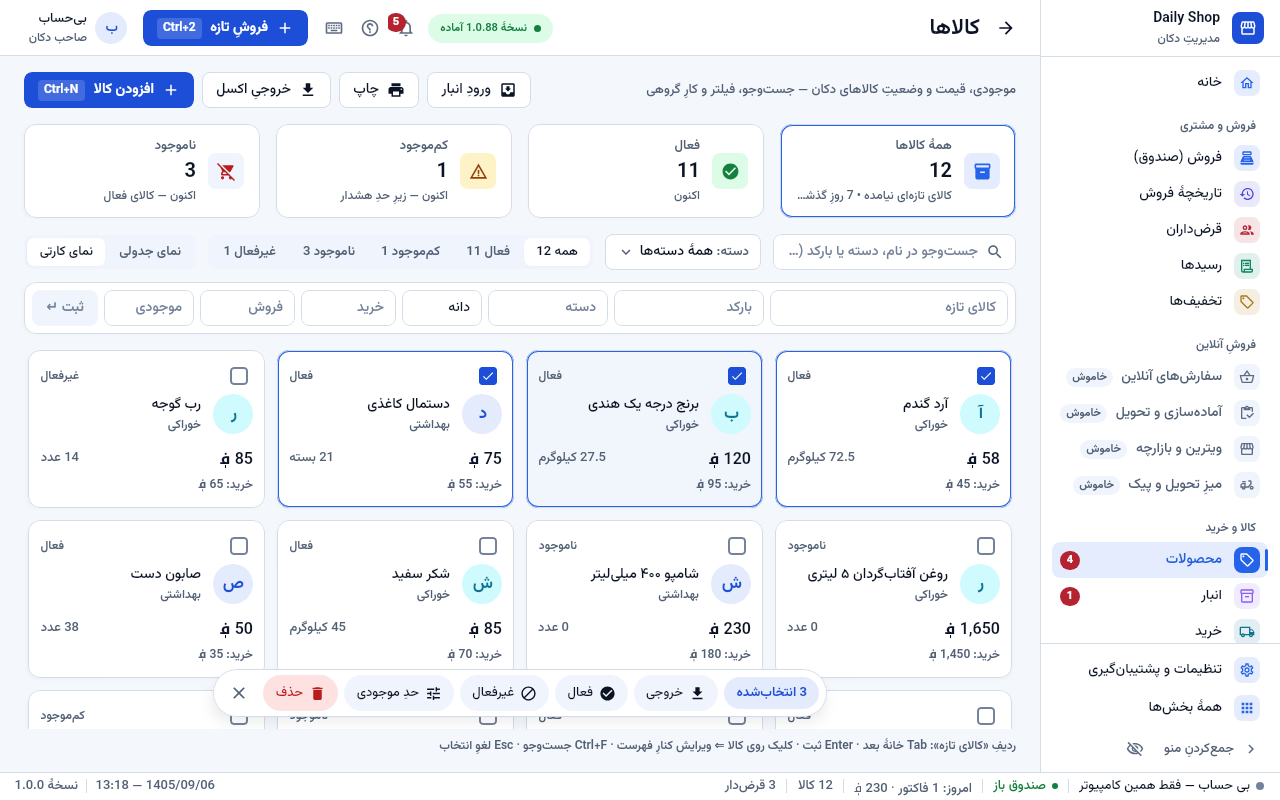 Daily Shop
مدیریتِ دکان
خانه
فروش و مشتری
فروش (صندوق)
تاریخچهٔ فروش
قرض‌داران
رسیدها
تخفیف‌ها
فروشِ آنلاین
سفارش‌های آنلاین خاموش
آماده‌سازی و تحویل خاموش
ویترین و بازارچه خاموش
میزِ تحویل و پیک خاموش
کالا و خرید
محصولات 4
انبار 1
خرید
تنظیمات و پشتیبان‌گیری
همهٔ بخش‌ها
جمع‌کردنِ منو
کالاها
نسخهٔ 1.0.88 آماده
5
فروشِ تازه Ctrl+2
ب
بی‌حساب
صاحب دکان
موجودی، قیمت و وضعیتِ کالاهای دکان — جست‌وجو، فیلتر و کارِ گروهی
ورودِ انبار
چاپ
خروجیِ اکسل
افزودن کالا Ctrl+N
همهٔ کالاها
12
کالای تازه‌ای نیامده • 7 روزِ گذش...
فعال
11
اکنون
کم‌موجود
1
اکنون — زیرِ حدِ هشدار
ناموجود
3
اکنون — کالای فعال
جست‌وجو در نام، دسته یا بارکد (...
دسته: همهٔ دسته‌ها
همه 12
فعال 11
کم‌موجود 1
ناموجود 3
غیرفعال 1
نمای جدولی
نمای کارتی
کالای تازه
بارکد
دسته
دانه
خرید
فروش
موجودی
ثبت ↵
فعال
آ
آرد گندم
خوراکی
58 ؋
72.5 کیلوگرم
خرید: 45 ؋
فعال
ب
برنج درجه یک هندی
خوراکی
120 ؋
27.5 کیلوگرم
خرید: 95 ؋
فعال
د
دستمال کاغذی
بهداشتی
75 ؋
21 بسته
خرید: 55 ؋
غیرفعال
ر
رب گوجه
خوراکی
85 ؋
14 عدد
خرید: 65 ؋
ناموجود
ر
روغن آفتاب‌گردان ۵ لیتری
خوراکی
1,650 ؋
0 عدد
خرید: 1,450 ؋
ناموجود
ش
شامپو ۴۰۰ میلی‌لیتر
بهداشتی
230 ؋
0 عدد
خرید: 180 ؋
فعال
ش
شکر سفید
خوراکی
85 ؋
45 کیلوگرم
خرید: 70 ؋
فعال
ص
صابون دست
بهداشتی
50 ؋
38 عدد
خرید: 35 ؋
کم‌موجود
3 انتخاب‌شده
خروجی
فعال
غیرفعال
حدِ موجودی
حذف
ردیفِ «کالای تازه»: Tab خانهٔ بعد · Enter ثبت · کلیک روی کالا ⇐ ویرایش کنارِ فهرست · Ctrl+F جست‌وجو · Esc لغوِ انتخاب
بی حساب — فقط همین کامپیوتر
صندوق باز
امروز: 1 فاکتور · 230 ؋
12 کالا
3 قرض‌دار
1405/09/06 — 13:18
نسخهٔ 1.0.0